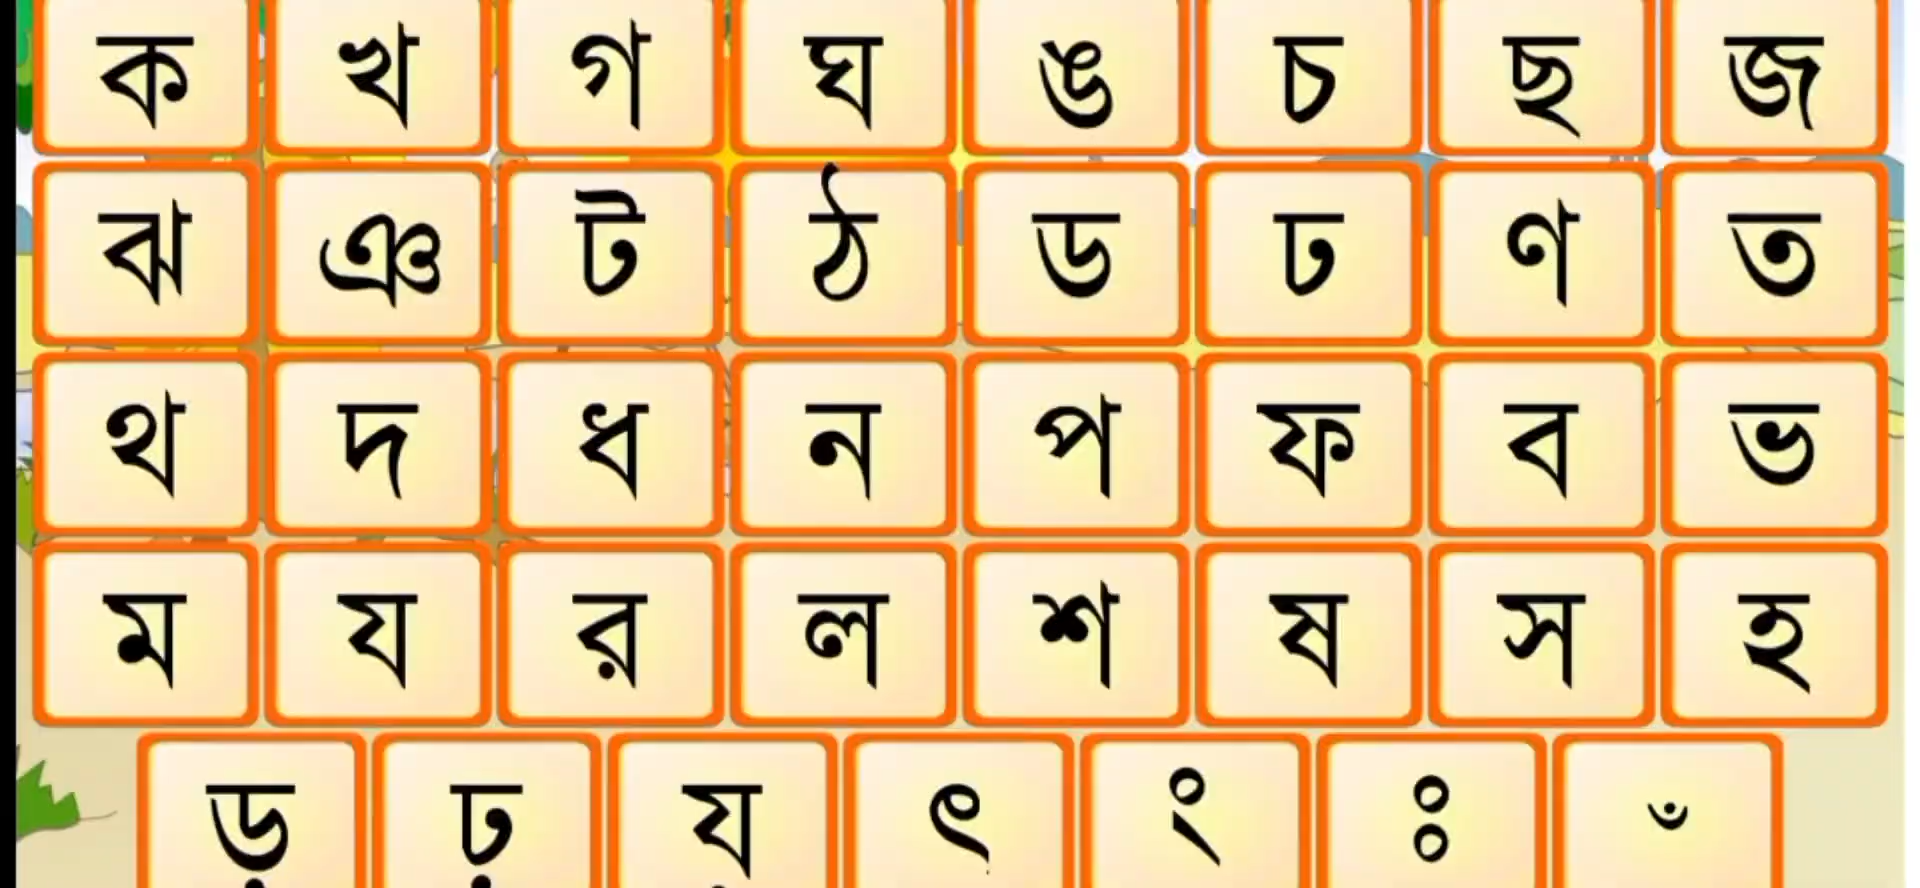 ক খ গ ঘ ঙ চ ছ জ
ঝ ঞ ট ঠ ড ঢ ণ ত
থ দ ধ ন প ফ ব ভ
ম য র ল শ ষ স হ
ড় ঢ় য় ৎ ং ঃ ঁ